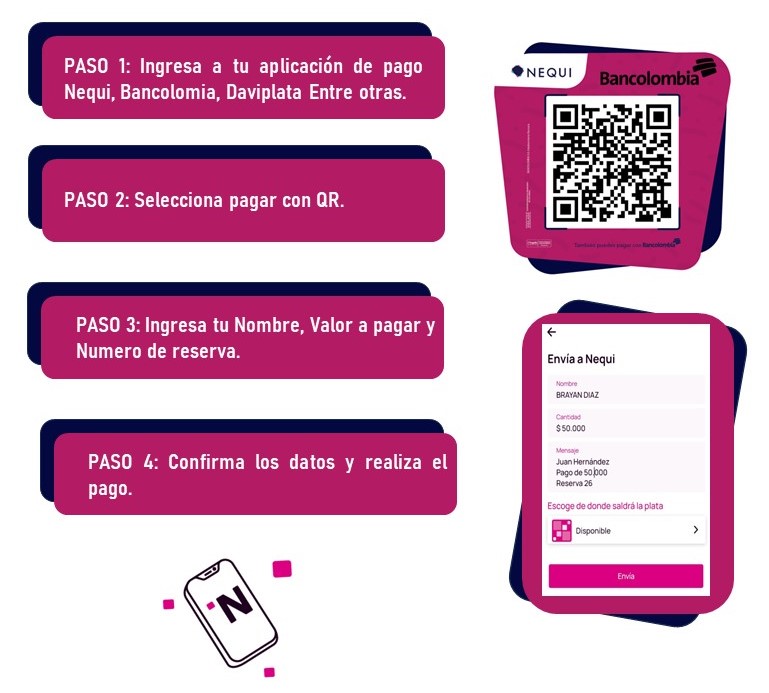 PASO 1: Ingresa a tu aplicación de pago
Nequi, Bancolomia, Daviplata Entre otras.
NEQUI
Bancolombia
También puedes pagar con Bancolombia
PASO 2: Selecciona pagar con QR.
PASO 3: Ingresa tu Nombre, Valor a pagar y
Numero de reserva.
PASO 4: Confirma los datos y realiza el
pago.
Envía a Nequi
Nombre
BRAYAN DIAZ
Cantidad
$ 50.000
Mensaje
Juan Hernández
Pago de 50.000
Reserva 26
Escoge de donde saldrá la plata
Disponible
Envía
N